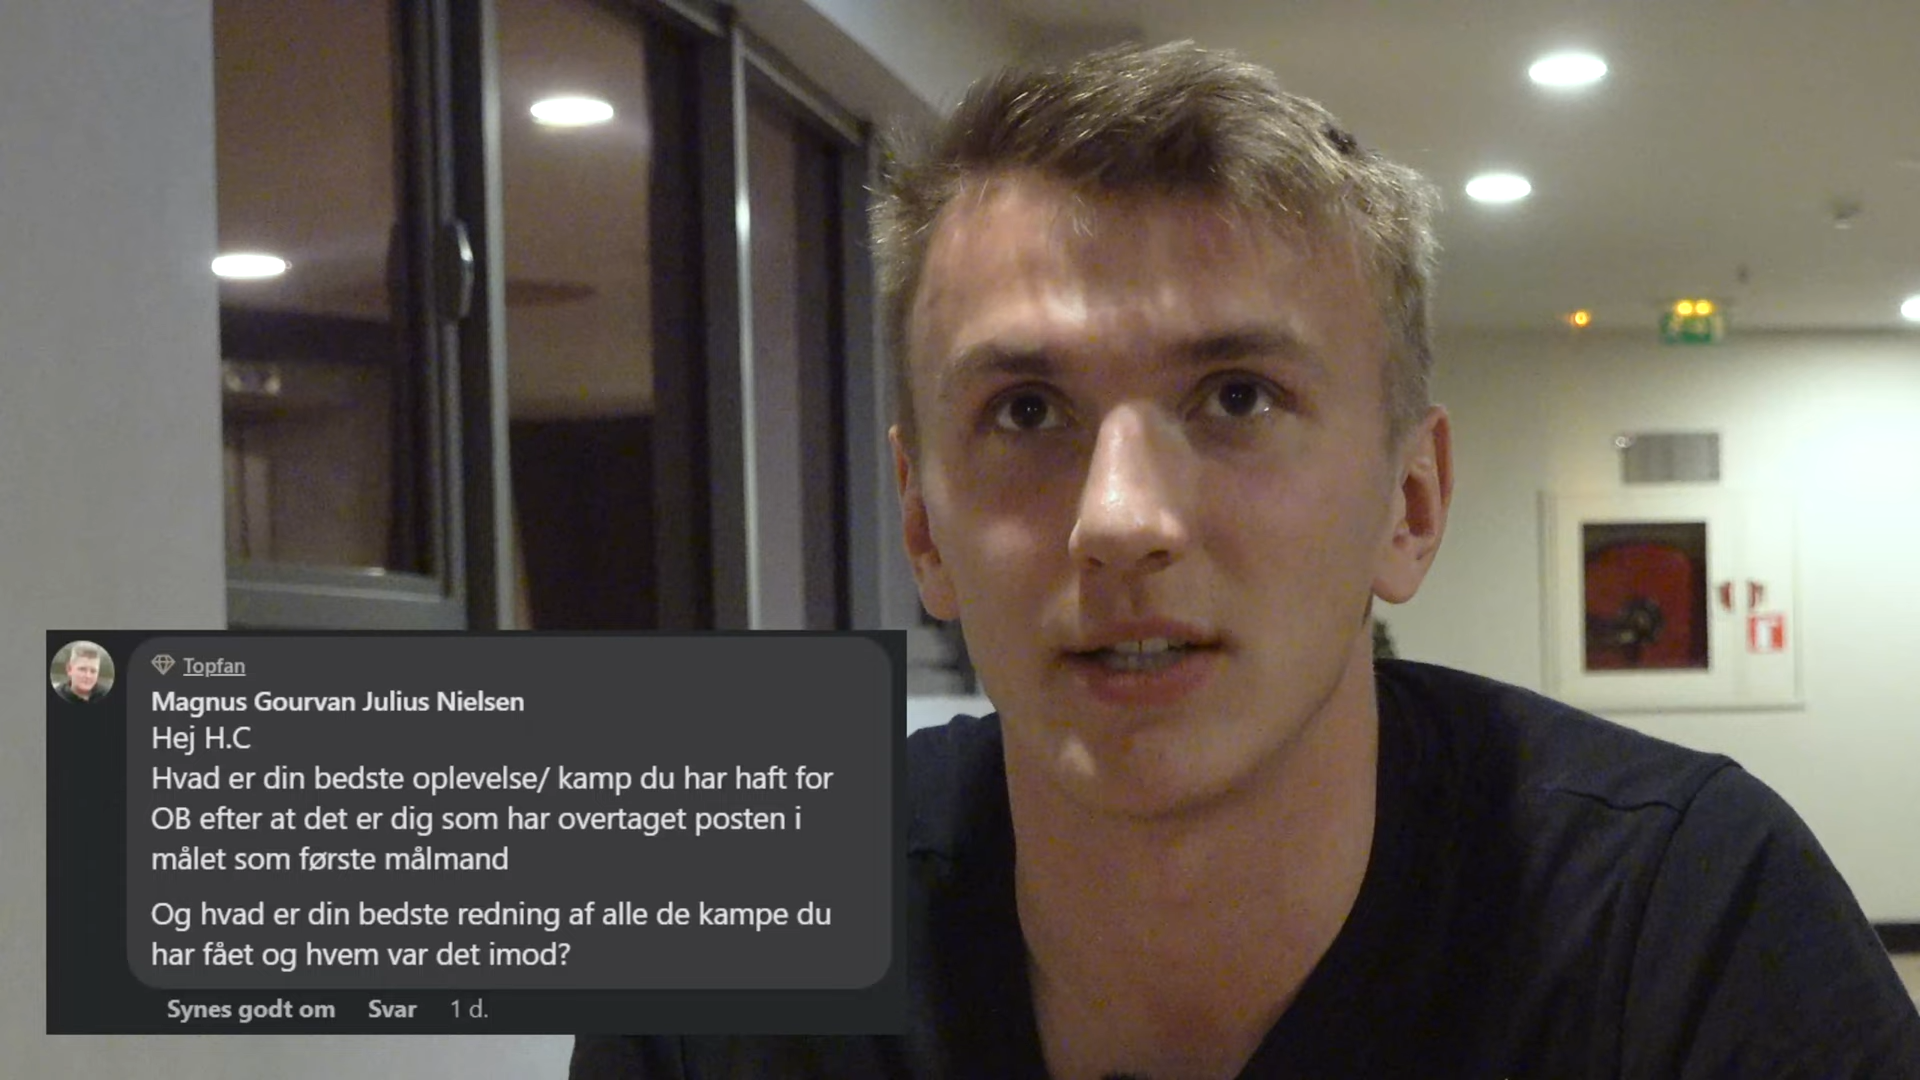 Topfan
Magnus Gourvan Julius Nielsen
Hej H.C
Hvad er din bedste oplevelse/ kamp du har haft for
OB efter at det er dig som har overtaget posten i
målet som første målmand
Og hvad er din bedste redning af alle de kampe du
har fået og hvem var det imod?
Synes godt om Svar 1 d.